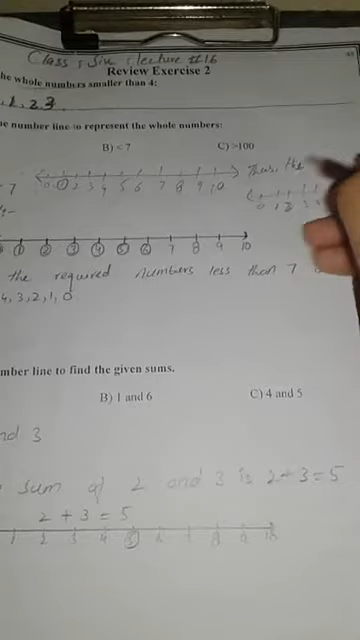 Class : Six : lecture # 16
Review Exercise 2
he whole numbers smaller than 4:
1, 2, 3
ne number line to represent the whole numbers:
B) < 7 C) >100
0 1 2 3 4 5 6 7 8 9 10 Thus, the
7
1 2 3 4 5 6 7 8 9 10
the required numbers less than 7
4, 3, 2, 1, 0
mber line to find the given sums.
B) 1 and 6 C) 4 and 5
nd 3
sum of 2 and 3 is 2+3=5
2 + 3 = 5
1 2 3 4 5 6 7 8 9 10